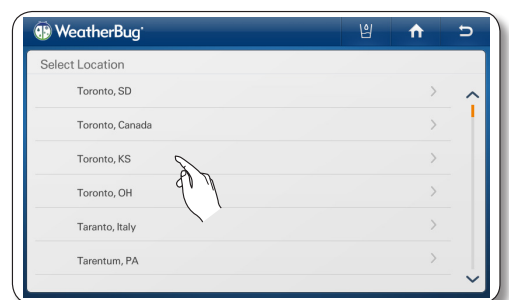 WeatherBug
Select Location
Toronto, SD
Toronto, Canada
Toronto, KS
Toronto, OH
Taranto, Italy
Tarentum, PA